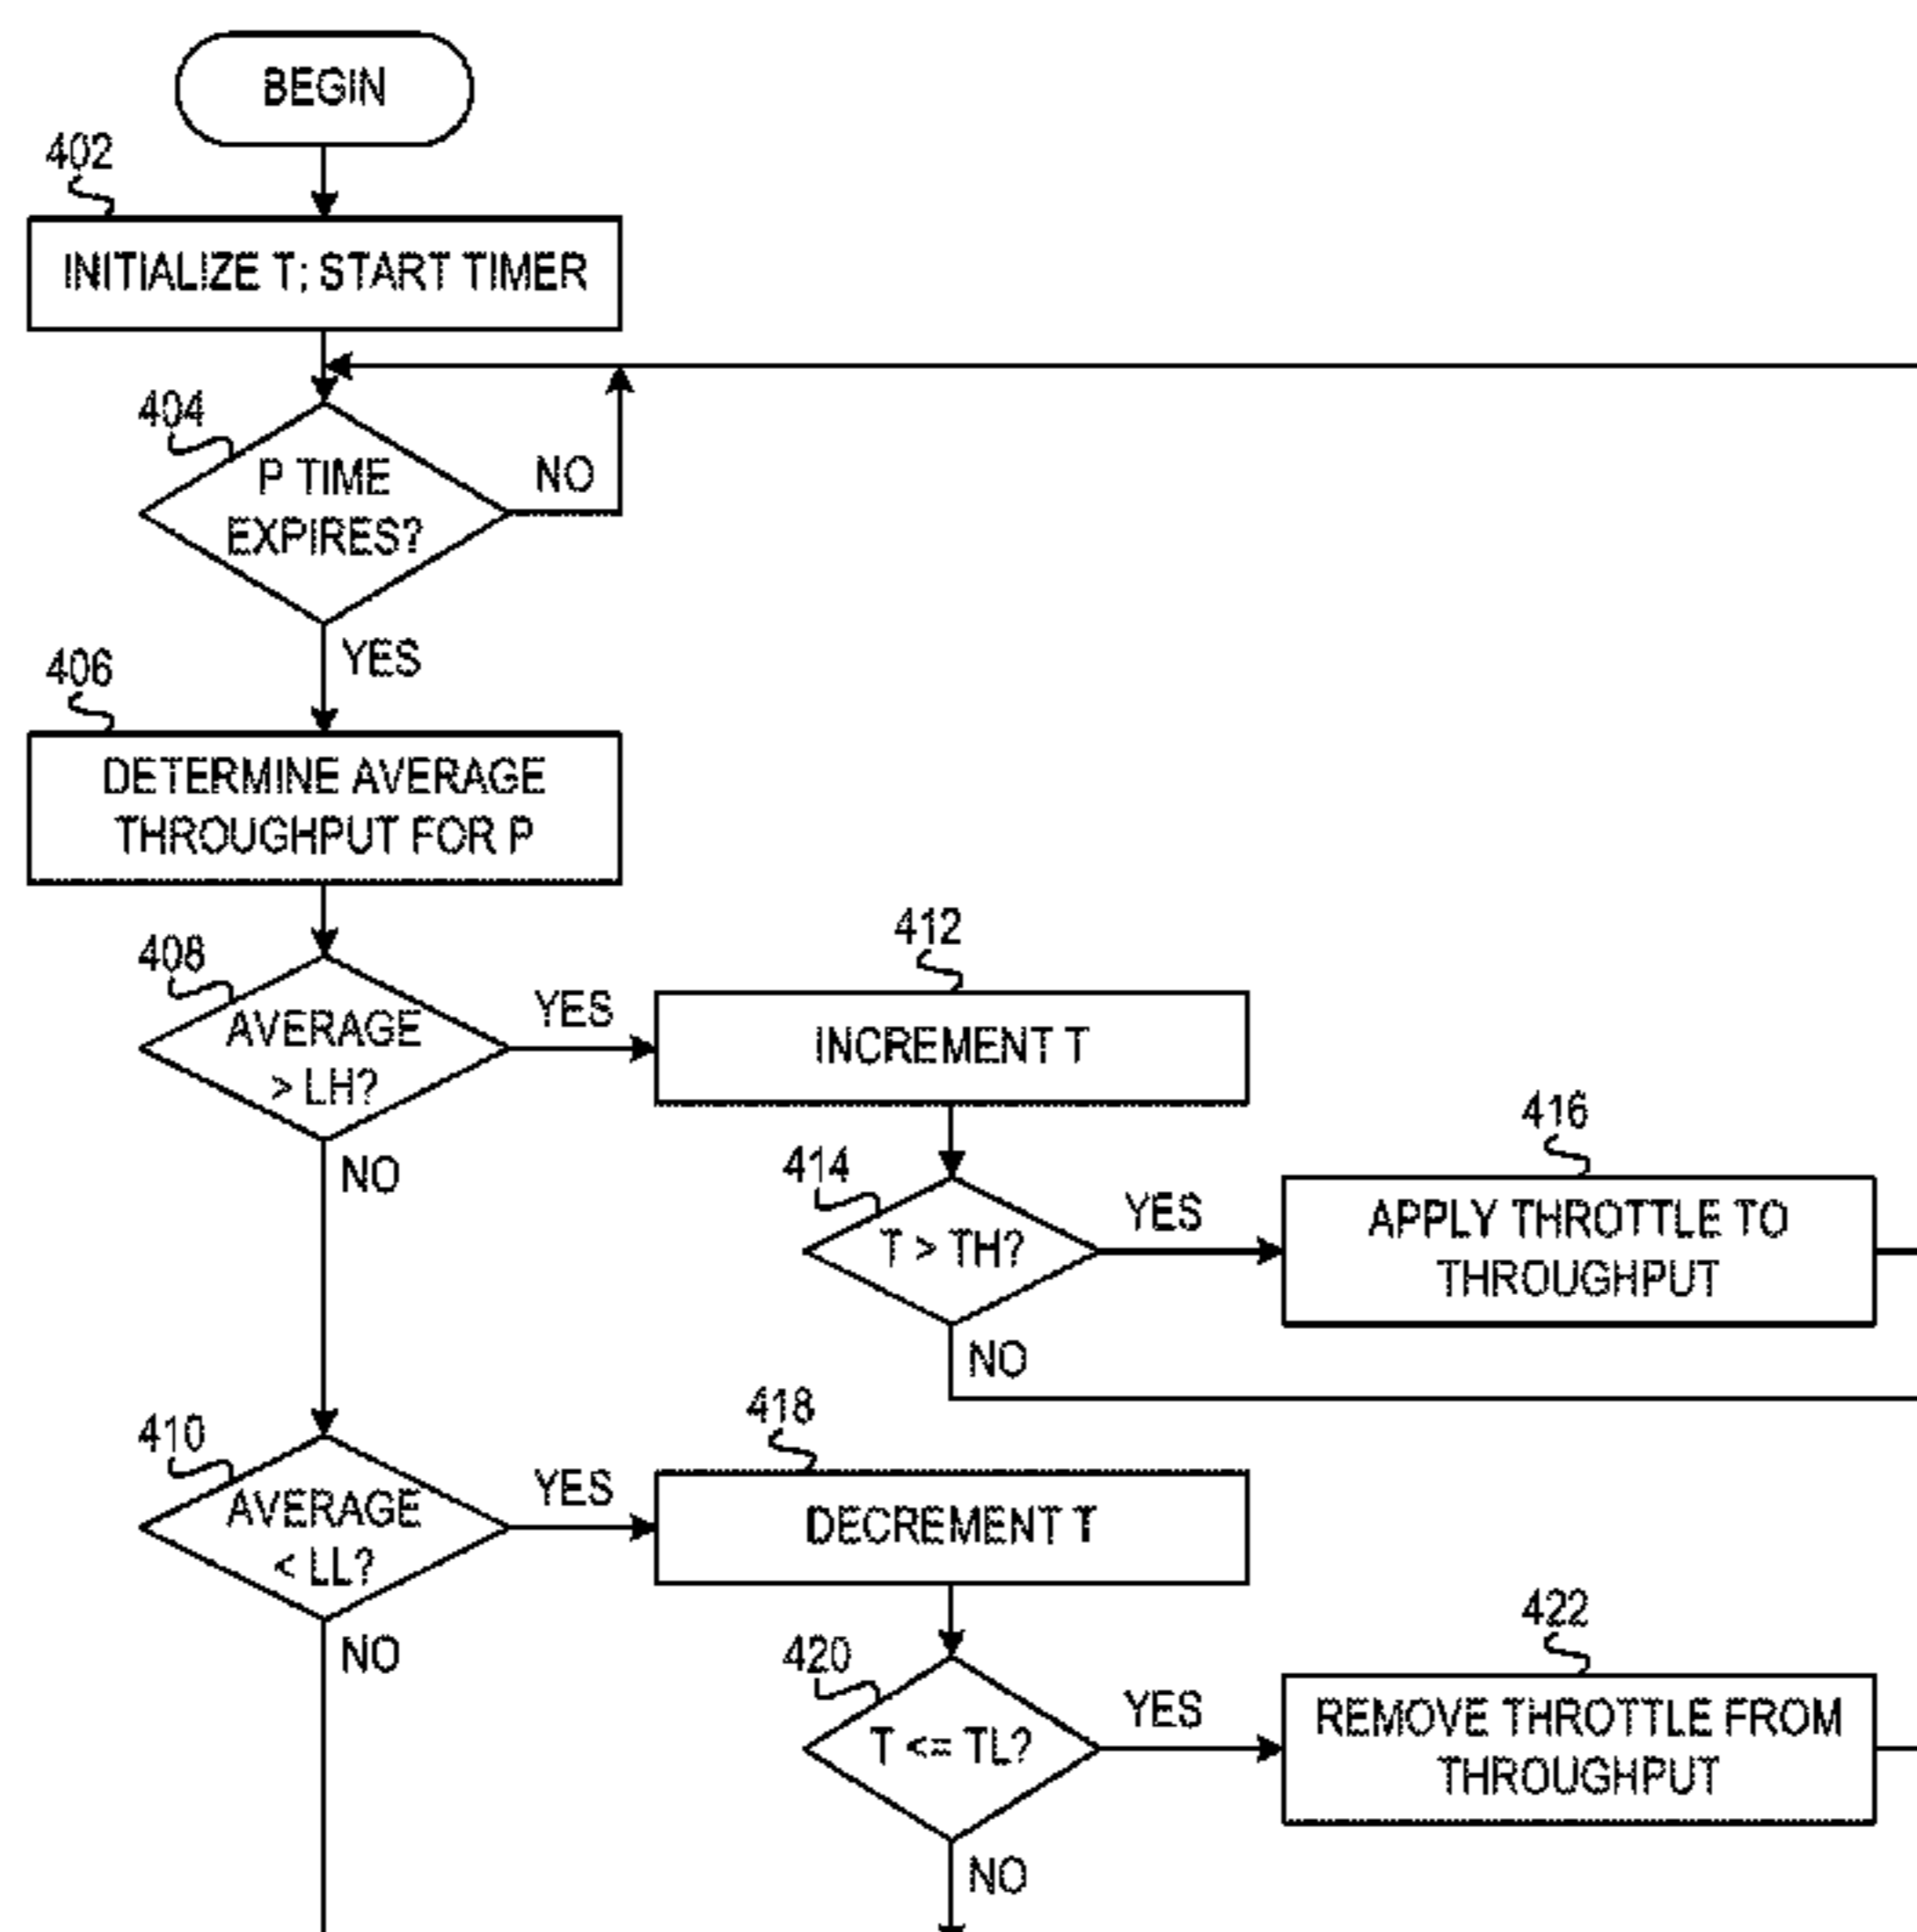 BEGIN
402
INITIALIZE T; START TIMER
404
P TIME
EXPIRES?
NO
YES
406
DETERMINE AVERAGE
THROUGHPUT FOR P
408
AVERAGE
> LH?
YES
NO
412
INCREMENT T
414
T > TH?
YES
NO
416
APPLY THROTTLE TO
THROUGHPUT
410
AVERAGE
< LL?
YES
NO
418
DECREMENT T
420
T <= TL?
YES
NO
422
REMOVE THROTTLE FROM
THROUGHPUT